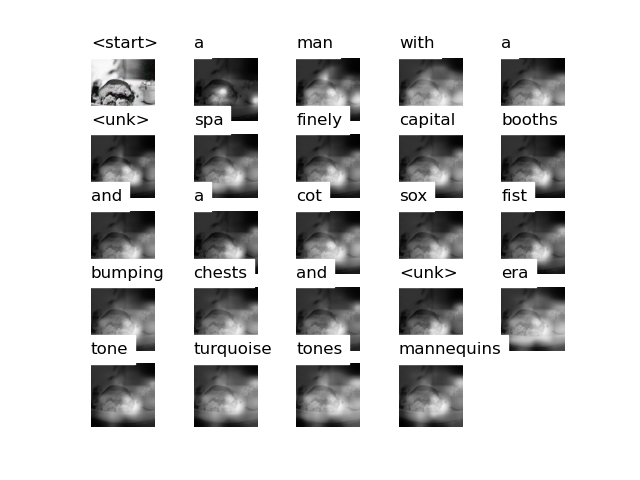 <start> a man with a
<unk> spa finely capital booths
and a cot sox fist
bumping chests and <unk> era
tone turquoise tones mannequins